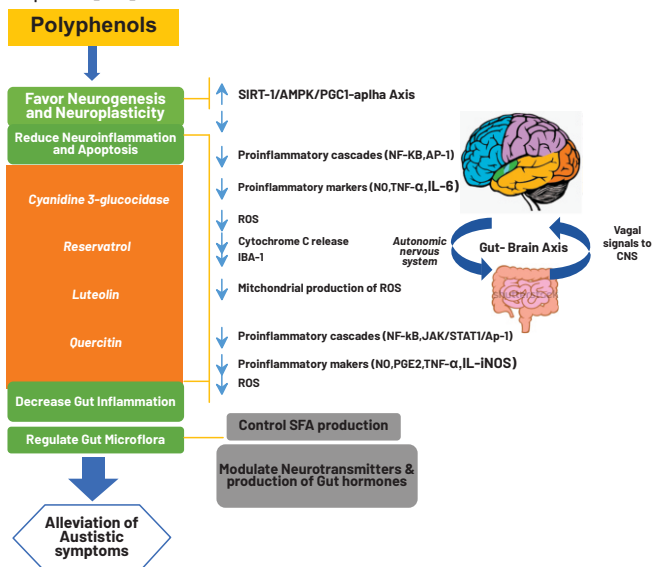 Polyphenols
Favor Neurogenesis
and Neuroplasticity
SIRT-1/AMPK/PGC1-aplha Axis
Reduce Neuroinflammation
and Apoptosis
Proinflammatory cascades (NF-KB,AP-1)
Proinflammatory markers (NO,TNF-α,IL-6)
Cyanidine 3-glucocidase
ROS
Cytochrome C release
IBA-1
Reservatrol
Mitchondrial production of ROS
Luteolin
Proinflammatory cascades (NF-kB,JAK/STAT1/Ap-1)
Quercitin
Proinflammatory makers (NO,PGE2,TNF-α,IL-iNOS)
ROS
Autonomic
nervous
system
Gut- Brain Axis
Vagal
signals to
CNS
Decrease Gut Inflammation
Regulate Gut Microflora
Control SFA production
Modulate Neurotransmitters &
production of Gut hormones
Alleviation of
Austistic
symptoms